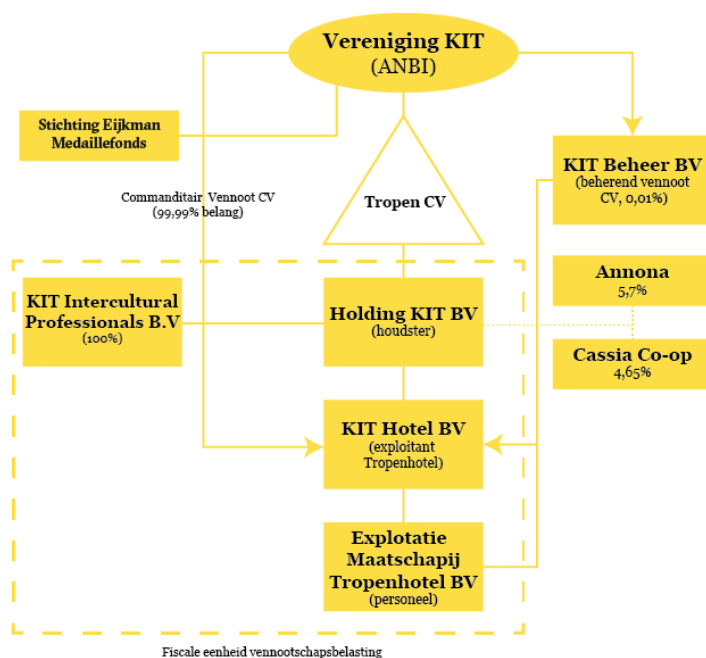 Vereniging KIT
(ANBI)
Stichting Eijkman
Medaillefonds
KIT Beheer BV
(beherend vennoot
CV, 0,01%)
Commanditair Vennoot CV
(99,99% belang)
Tropen CV
Annona
5,7%
KIT Intercultural
Professionals B.V
(100%)
Holding KIT BV
(houdster)
Cassia Co-op
4,65%
KIT Hotel BV
(exploitant
Tropenhotel)
Explotatie
Maatschapij
Tropenhotel BV
(personeel)
Fiscale eenheid vennootschapsbelasting